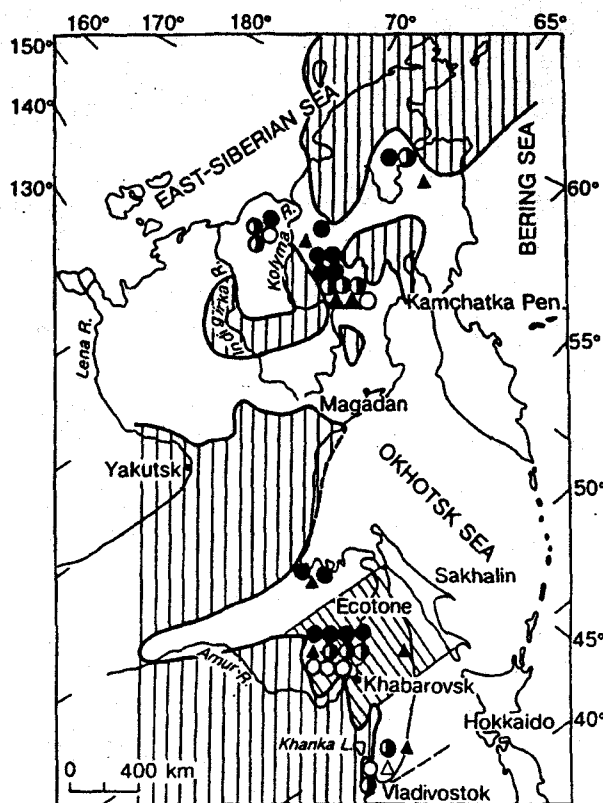 160° 170° 180° 70° 65°
150°
140°
130°
EAST-SIBERIAN SEA
BERING SEA
60°
Kolyma R.
Indigirka R.
Lena R.
Kamchatka Pen.
55°
Magadan
Yakutsk
OKHOTSK SEA
50°
Sakhalin
Ecotone
45°
Amur R.
Khabarovsk
Hokkaido
40°
Khanka L.
0 400 km
Vladivostok